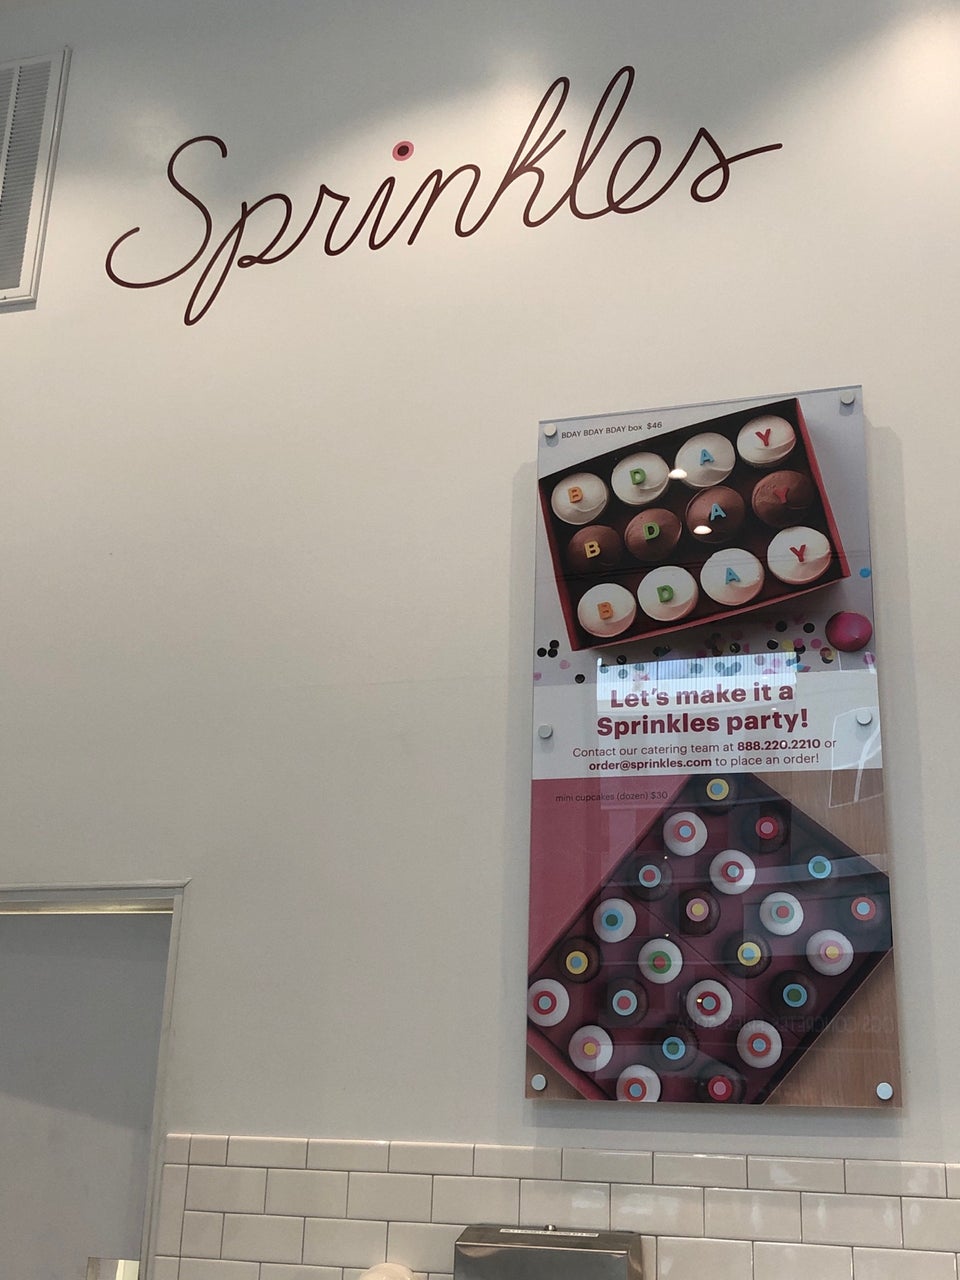 Sprinkles
BDAY BDAY BDAY box $46
B D A Y
B D A Y
B D A Y
Let's make it a
Sprinkles party!
Contact our catering team at 888.220.2210 or
order@sprinkles.com to place an order!
mini cupcakes (dozen) $30